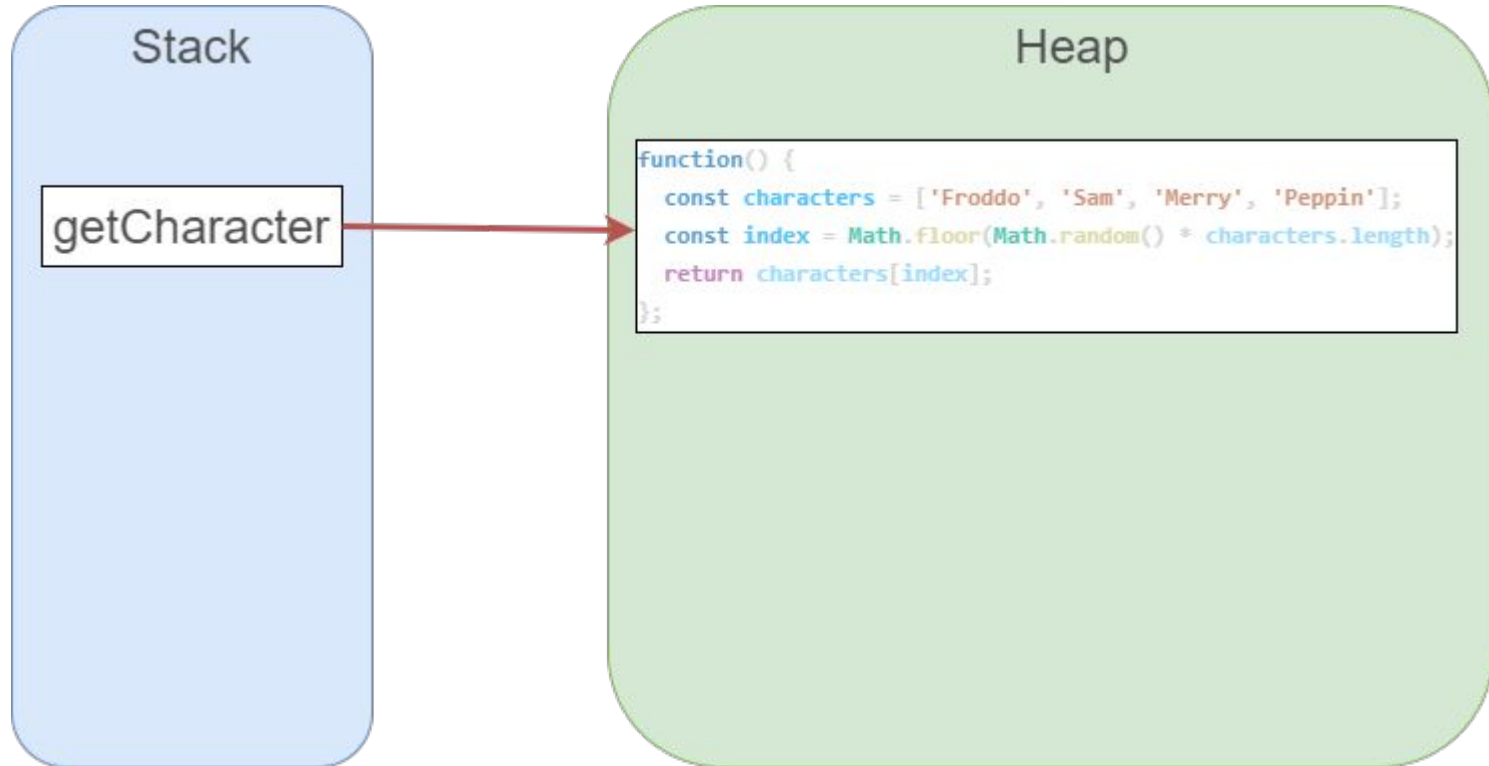 Stack
Heap
getCharacter
function() {
  const characters = ['Froddo', 'Sam', 'Merry', 'Peppin'];
  const index = Math.floor(Math.random() * characters.length);
  return characters[index];
};